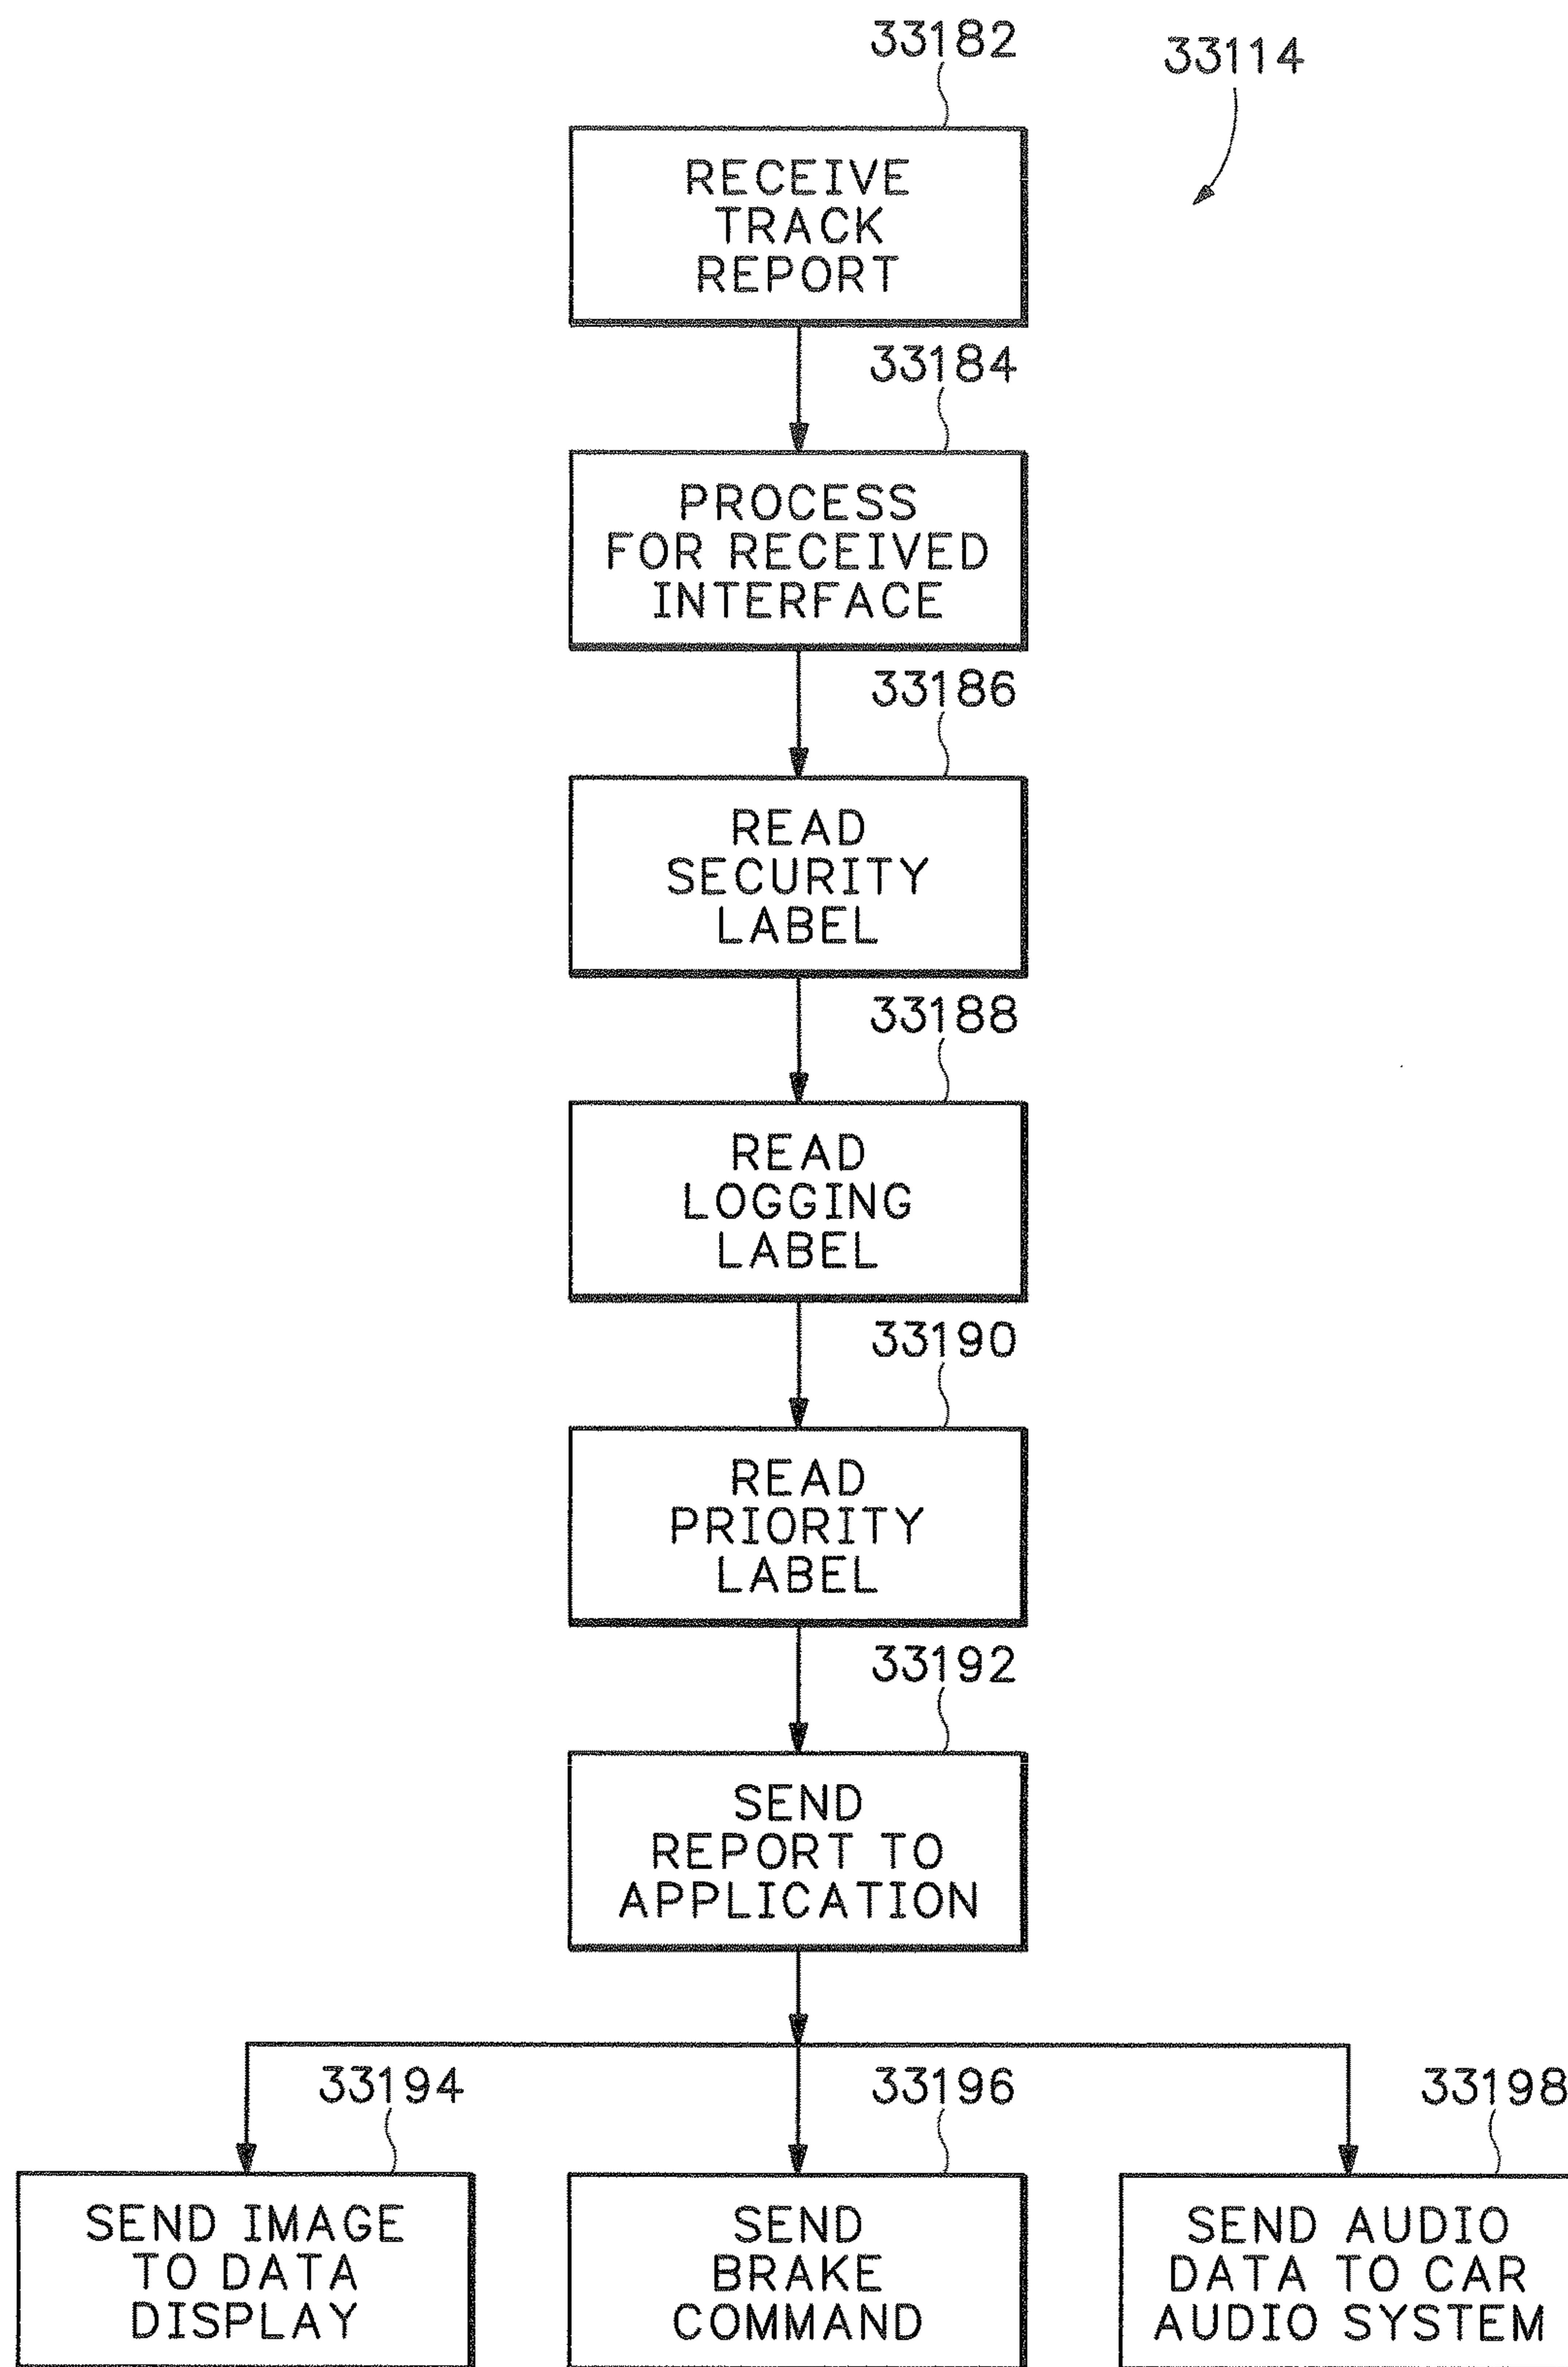 33182
33114
RECEIVE
TRACK
REPORT
33184
PROCESS
FOR RECEIVED
INTERFACE
33186
READ
SECURITY
LABEL
33188
READ
LOGGING
LABEL
33190
READ
PRIORITY
LABEL
33192
SEND
REPORT TO
APPLICATION
33194
33196
33198
SEND IMAGE
TO DATA
DISPLAY
SEND
BRAKE
COMMAND
SEND AUDIO
DATA TO CAR
AUDIO SYSTEM